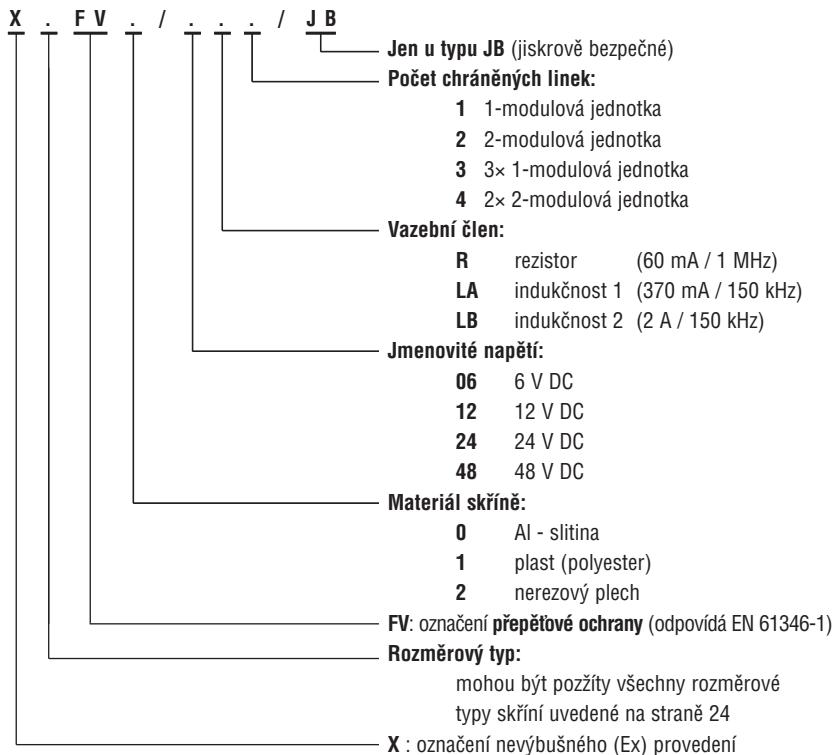 X . F V . / . . . / J B
Jen u typu JB (jiskrově bezpečné)
Počet chráněných linek:
1 1-modulová jednotka
2 2-modulová jednotka
3 3× 1-modulová jednotka
4 2× 2-modulová jednotka
Vazební člen:
R rezistor (60 mA / 1 MHz)
LA indukčnost 1 (370 mA / 150 kHz)
LB indukčnost 2 (2 A / 150 kHz)
Jmenovité napětí:
06 6 V DC
12 12 V DC
24 24 V DC
48 48 V DC
Materiál skříně:
0 Al - slitina
1 plast (polyester)
2 nerezový plech
FV: označení přepěťové ochrany (odpovídá EN 61346-1)
Rozměrový typ:
mohou být pozžíty všechny rozměrové
typy skříní uvedené na straně 24
X : označení nevýbušného (Ex) provedení